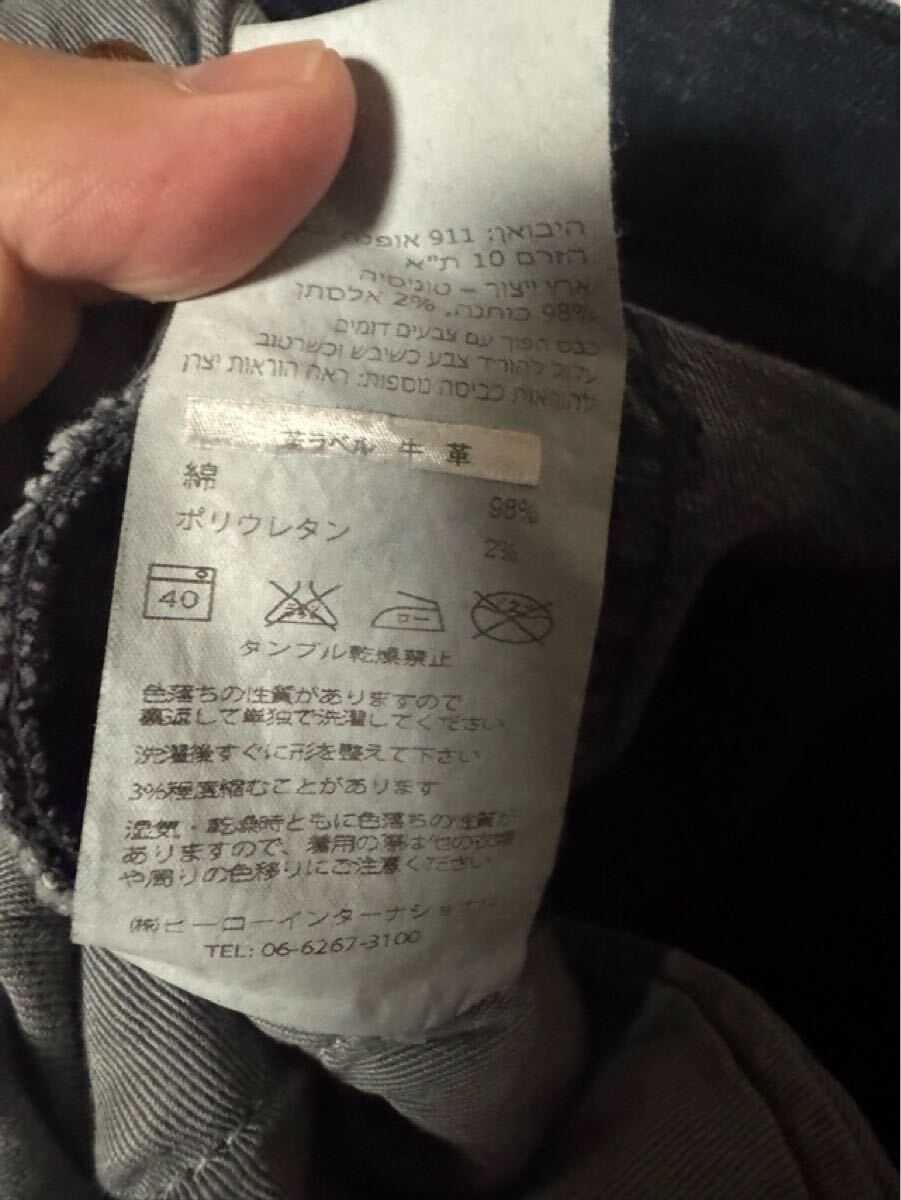 היבואן: 911 אופנה
הזרם 10 ת"א
ארץ ייצור – טוניסיה
98% כותנה, 2% אלסתן
כבס הפוך עם צבעים דומים
עלול להוריד צבע כשיבש וכשרטוב
להוראות כביסה נוספות: ראה הוראות יצרן
革ラベル 牛 革
綿 98%
ポリウレタン 2%
40 ロー
タンブル乾燥禁止
色落ちの性質がありますので
裏返して単独で洗濯してください
洗濯後すぐに形を整えて下さい
3%程度縮むことがあります
湿気・乾燥時ともに色落ちの性質が
ありますので、着用の際は他の衣類
や周りの色移りにご注意ください
㈱ビーコーインターナショナル
TEL: 06-6267-3100